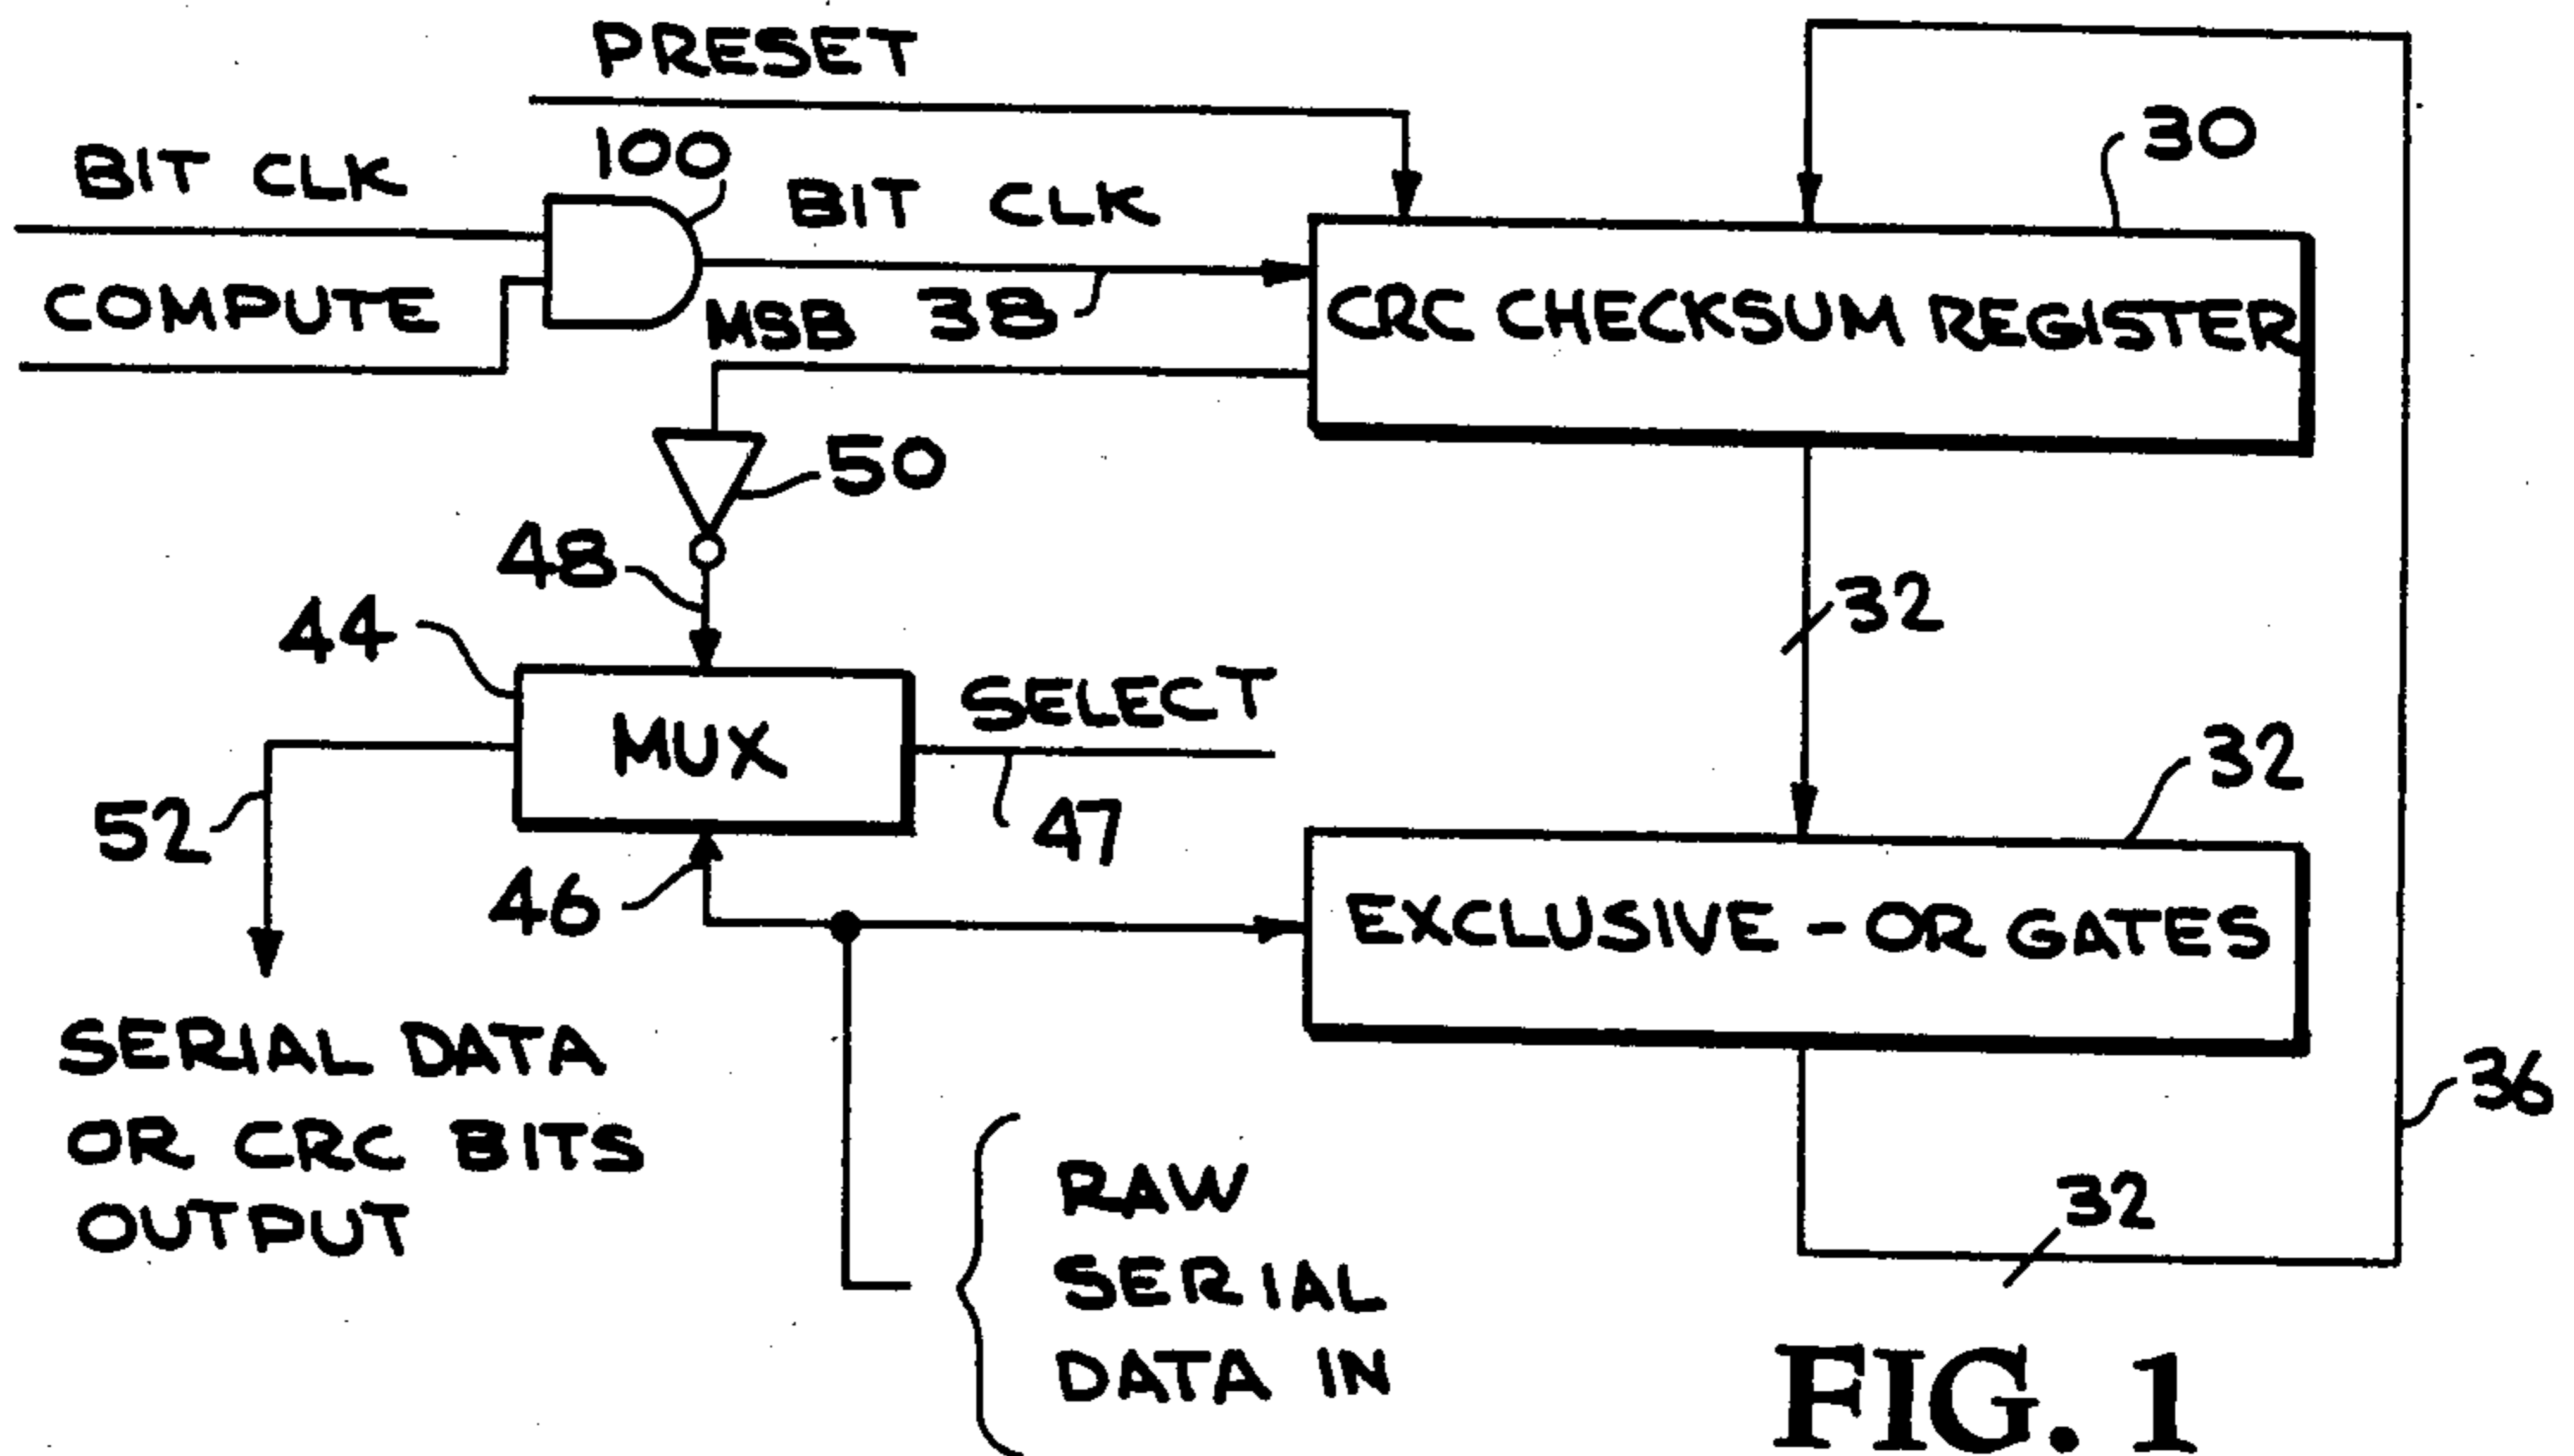 PRESET
BIT CLK
100
BIT CLK
30
COMPUTE
MSB
38
CRC CHECKSUM REGISTER
50
48
44
32
MUX
SELECT
47
32
52
46
EXCLUSIVE - OR GATES
SERIAL DATA
OR CRC BITS
OUTPUT
36
RAW
SERIAL
DATA IN
32
FIG. 1